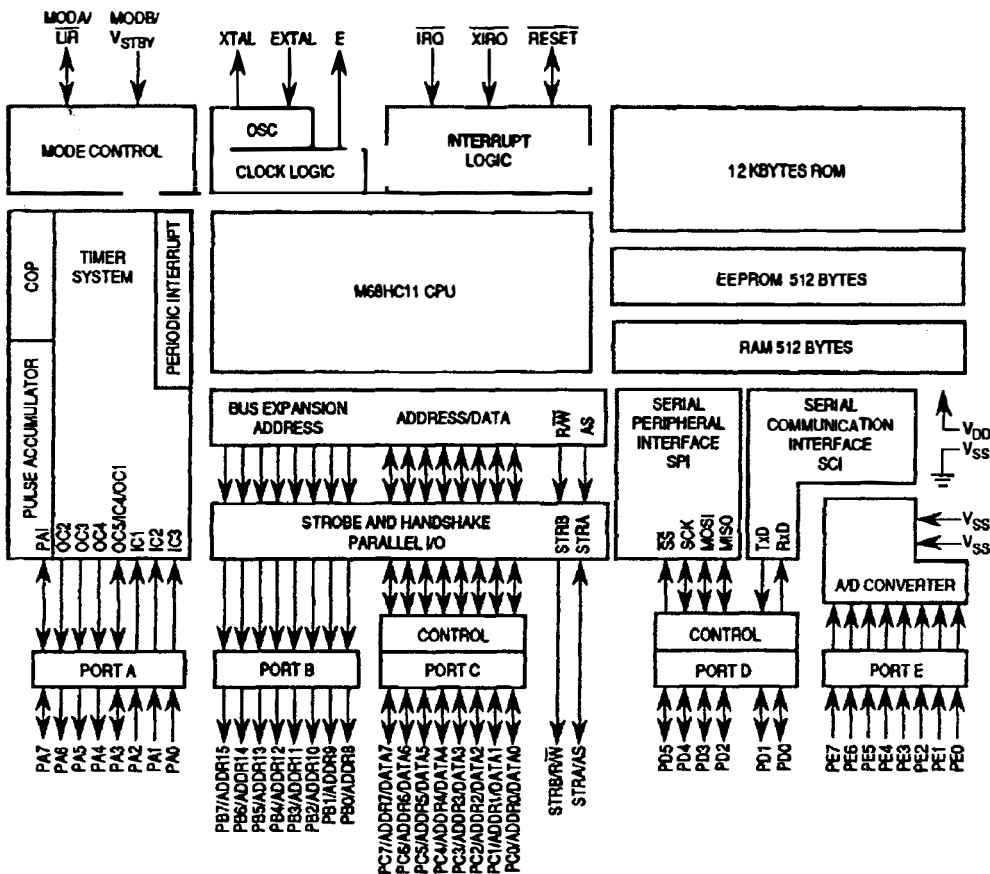 MODA/ MODB/
LIR VSTBY XTAL EXTAL E IRQ XIRQ RESET
OSC
MODE CONTROL
CLOCK LOGIC
INTERRUPT
LOGIC
12 KBYTES ROM
COP
TIMER
SYSTEM
PERIODIC INTERRUPT
M68HC11 CPU
EEPROM 512 BYTES
RAM 512 BYTES
PULSE ACCUMULATOR
BUS EXPANSION
ADDRESS
ADDRESS/DATA
R/W
AS
SERIAL
PERIPHERAL
INTERFACE
SPI
SERIAL
COMMUNICATION
INTERFACE
SCI
VDD
VSS
PAI
OC2
OC3
OC4
OC5/IC4/OC1
IC1
IC2
IC3
STROBE AND HANDSHAKE
PARALLEL I/O
STRB
STRA
SS
SCK
MOSI
MISO
TxD
RxD
VSS
VSS
A/D CONVERTER
CONTROL
CONTROL
PORT A
PORT B
PORT C
PORT D
PORT E
PA7
PA6
PA5
PA4
PA3
PA2
PA1
PA0
PB7/ADDR15
PB6/ADDR14
PB5/ADDR13
PB4/ADDR12
PB3/ADDR11
PB2/ADDR10
PB1/ADDR9
PB0/ADDR8
PC7/ADDR7/DATA7
PC6/ADDR6/DATA6
PC5/ADDR5/DATA5
PC4/ADDR4/DATA4
PC3/ADDR3/DATA3
PC2/ADDR2/DATA2
PC1/ADDR1/DATA1
PC0/ADDR0/DATA0
STRB/R/W
STRA/AS
PD5
PD4
PD3
PD2
PD1
PD0
PE7
PE6
PE5
PE4
PE3
PE2
PE1
PE0